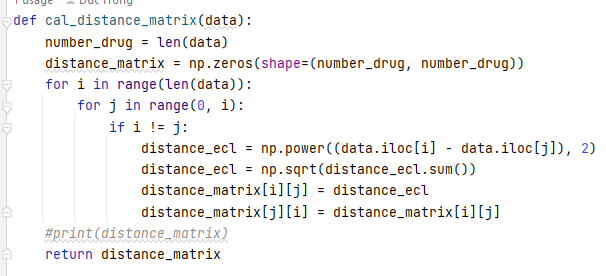 1 usage Duc Trong
def cal_distance_matrix(data):
    number_drug = len(data)
    distance_matrix = np.zeros(shape=(number_drug, number_drug))
    for i in range(len(data)):
        for j in range(0, i):
            if i != j:
                distance_ecl = np.power((data.iloc[i] - data.iloc[j]), 2)
                distance_ecl = np.sqrt(distance_ecl.sum())
                distance_matrix[i][j] = distance_ecl
                distance_matrix[j][i] = distance_matrix[i][j]
    #print(distance_matrix)
    return distance_matrix